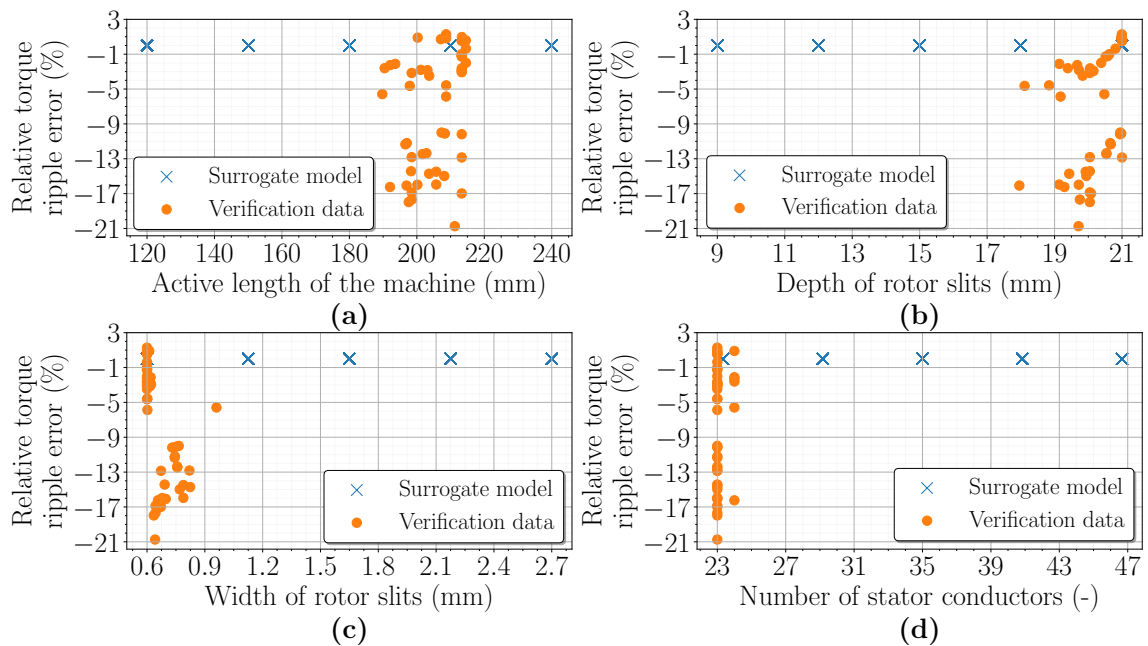 3
−1
−5
−9
−13
−17
−21
Relative torque
ripple error (%)
Surrogate model
Verification data
120 140 160 180 200 220 240
Active length of the machine (mm)
(a)
3
−1
−5
−9
−13
−17
−21
Relative torque
ripple error (%)
Surrogate model
Verification data
9 11 13 15 17 19 21
Depth of rotor slits (mm)
(b)
3
−1
−5
−9
−13
−17
−21
Relative torque
ripple error (%)
Surrogate model
Verification data
0.6 0.9 1.2 1.5 1.8 2.1 2.4 2.7
Width of rotor slits (mm)
(c)
3
−1
−5
−9
−13
−17
−21
Relative torque
ripple error (%)
Surrogate model
Verification data
23 27 31 35 39 43 47
Number of stator conductors (-)
(d)